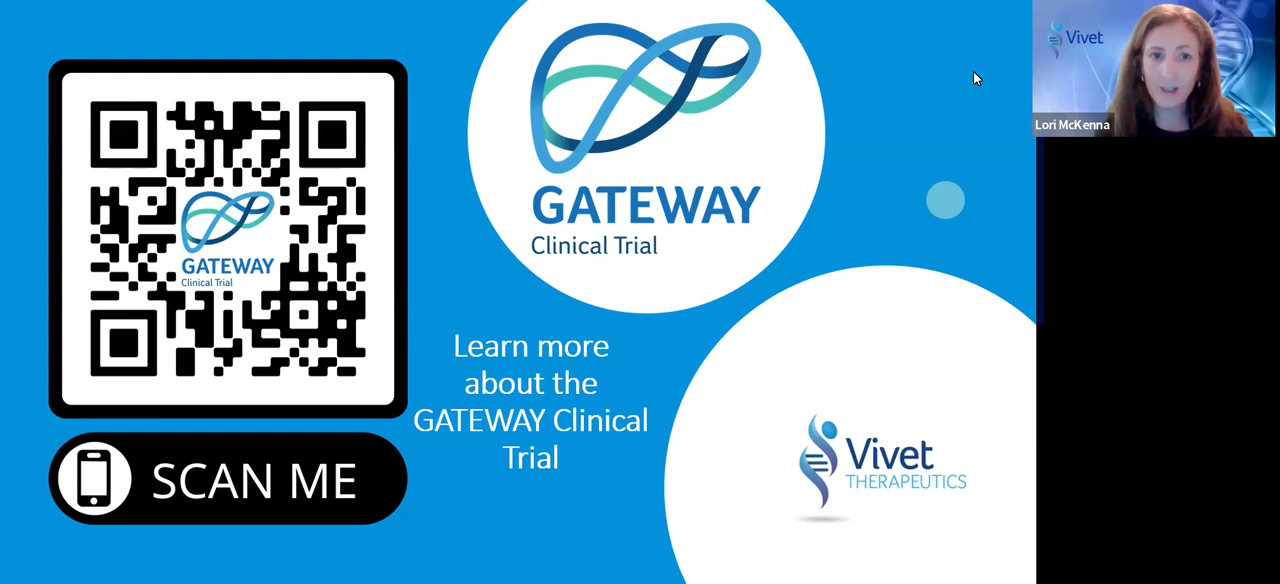 GATEWAY
Clinical Trial
SCAN ME
GATEWAY
Clinical Trial
Learn more
about the
GATEWAY Clinical
Trial
Vivet
THERAPEUTICS
Vivet
Lori McKenna